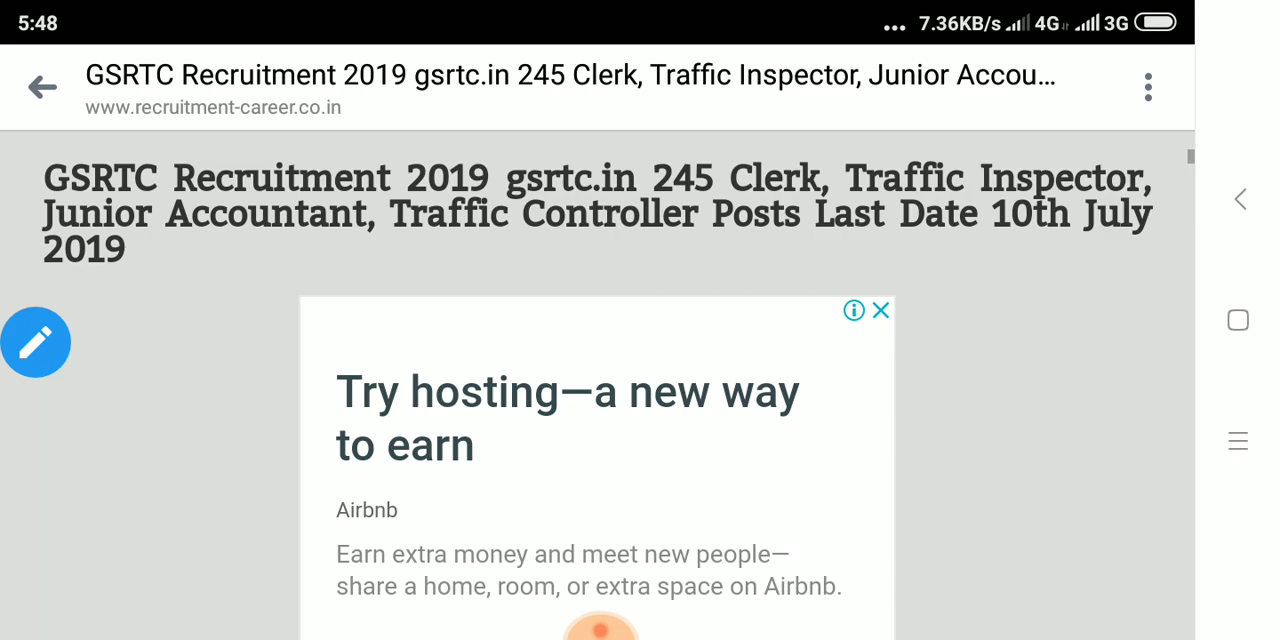 5:48
7.36KB/s 4G 3G
GSRTC Recruitment 2019 gsrtc.in 245 Clerk, Traffic Inspector, Junior Accou...
www.recruitment-career.co.in
GSRTC Recruitment 2019 gsrtc.in 245 Clerk, Traffic Inspector,
Junior Accountant, Traffic Controller Posts Last Date 10th July
2019
Try hosting—a new way
to earn
Airbnb
Earn extra money and meet new people—
share a home, room, or extra space on Airbnb.